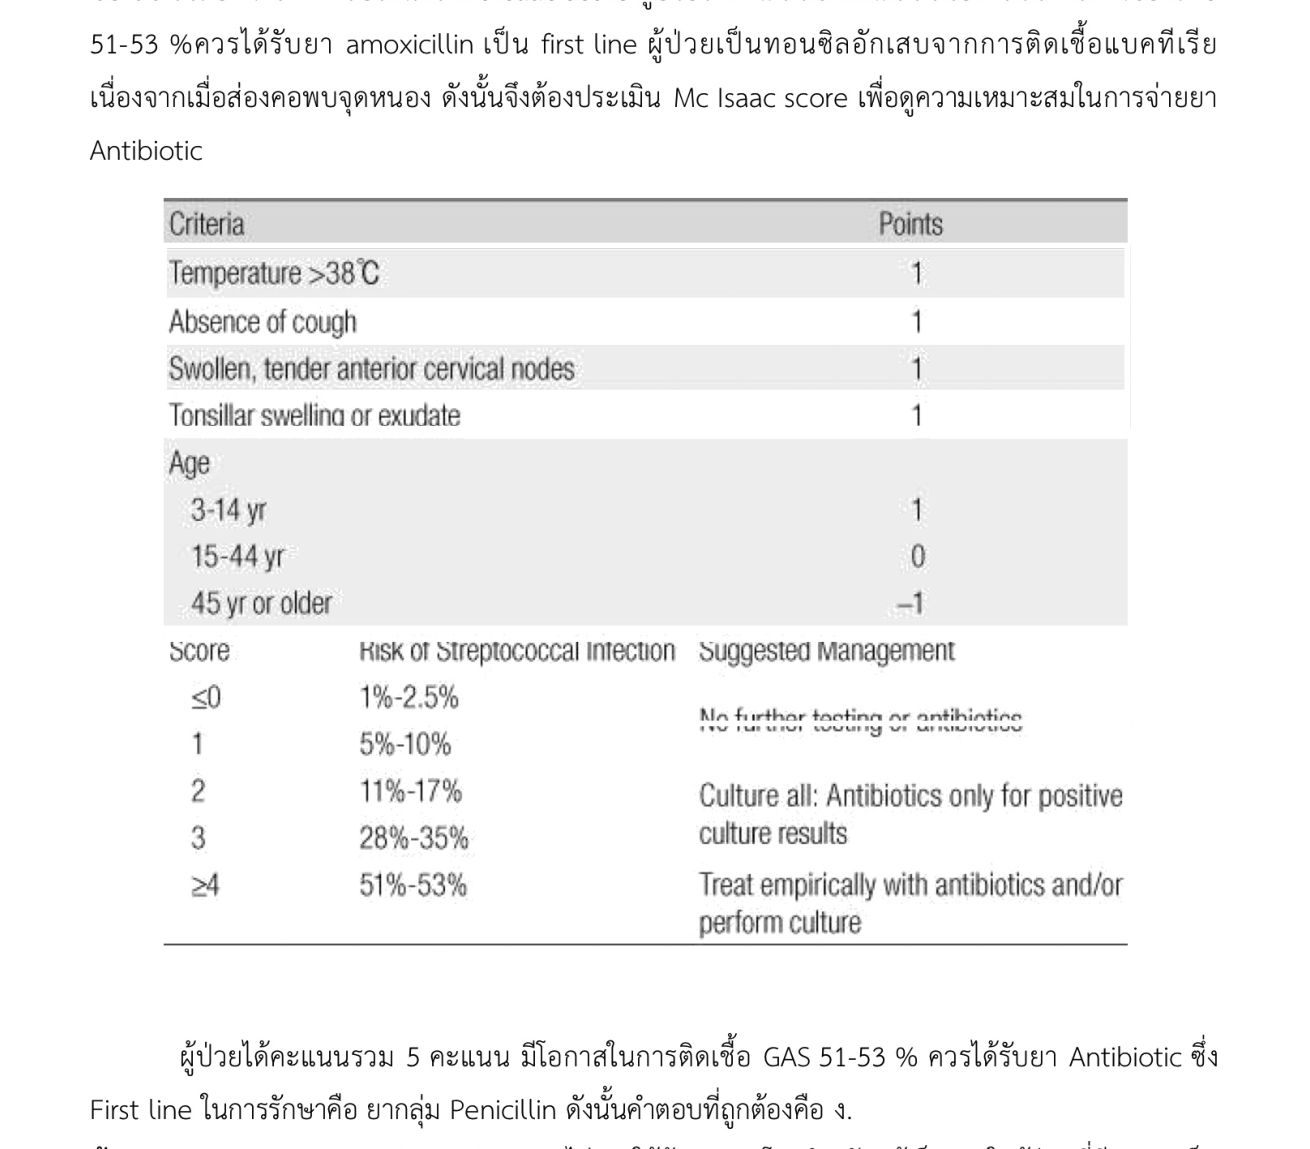 51-53 %ควรได้รับยา amoxicillin เป็น first line ผู้ป่วยเป็นทอนซิลอักเสบจากการติดเชื้อแบคทีเรีย
เนื่องจากเมื่อส่องคอพบจุดหนอง ดังนั้นจึงต้องประเมิน Mc Isaac score เพื่อดูความเหมาะสมในการจ่ายยา
Antibiotic
Criteria Points
Temperature >38℃ 1
Absence of cough 1
Swollen, tender anterior cervical nodes 1
Tonsillar swelling or exudate 1
Age
3-14 yr 1
15-44 yr 0
45 yr or older –1
Score Risk of Streptococcal Infection Suggested Management
≤0 1%-2.5%
No further testing or antibiotics
1 5%-10%
2 11%-17% Culture all: Antibiotics only for positive
3 28%-35% culture results
≥4 51%-53% Treat empirically with antibiotics and/or
perform culture
ผู้ป่วยได้คะแนนรวม 5 คะแนน มีโอกาสในการติดเชื้อ GAS 51-53 % ควรได้รับยา Antibiotic ซึ่ง
First line ในการรักษาคือ ยากลุ่ม Penicillin ดังนั้นคำตอบที่ถูกต้องคือ ง.